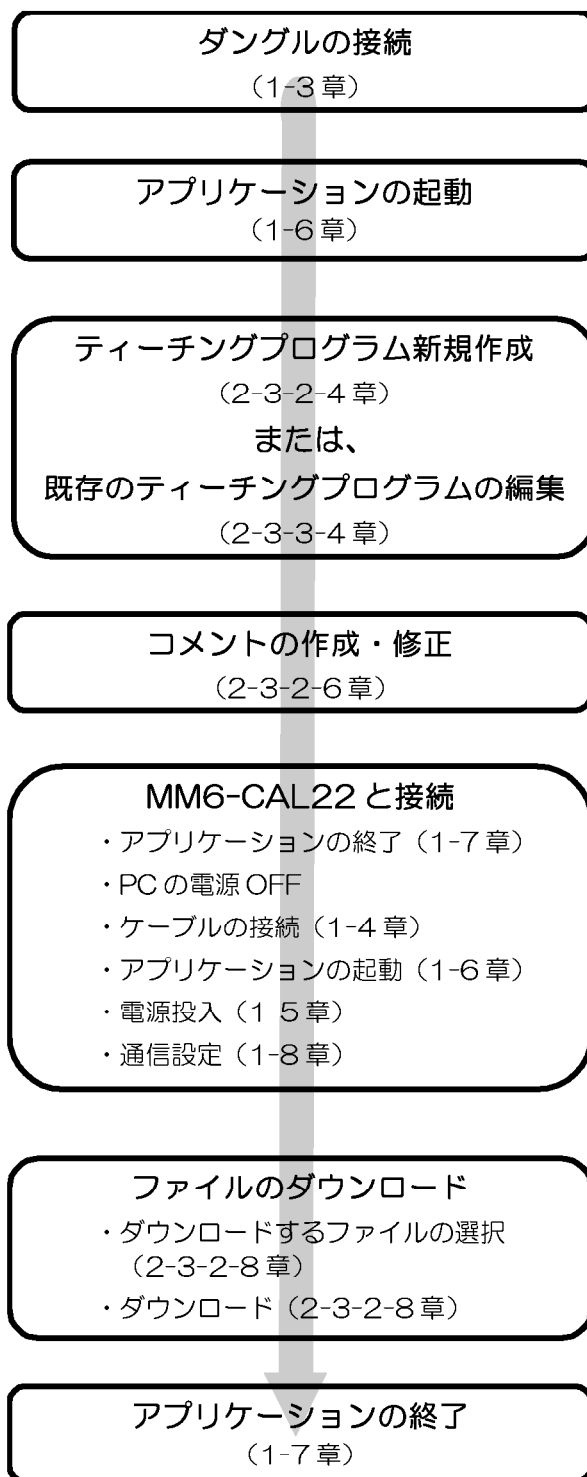 ダングルの接続
（1-3章）
アプリケーションの起動
（1-6章）
ティーチングプログラム新規作成
（2-3-2-4章）
または、
既存のティーチングプログラムの編集
（2-3-3-4章）
コメントの作成・修正
（2-3-2-6章）
MM6-CAL22と接続
・アプリケーションの終了（1-7章）
・PCの電源OFF
・ケーブルの接続（1-4章）
・アプリケーションの起動（1-6章）
・電源投入（1 5章）
・通信設定（1-8章）
ファイルのダウンロード
・ダウンロードするファイルの選択
（2-3-2-8章）
・ダウンロード（2-3-2-8章）
アプリケーションの終了
（1-7章）